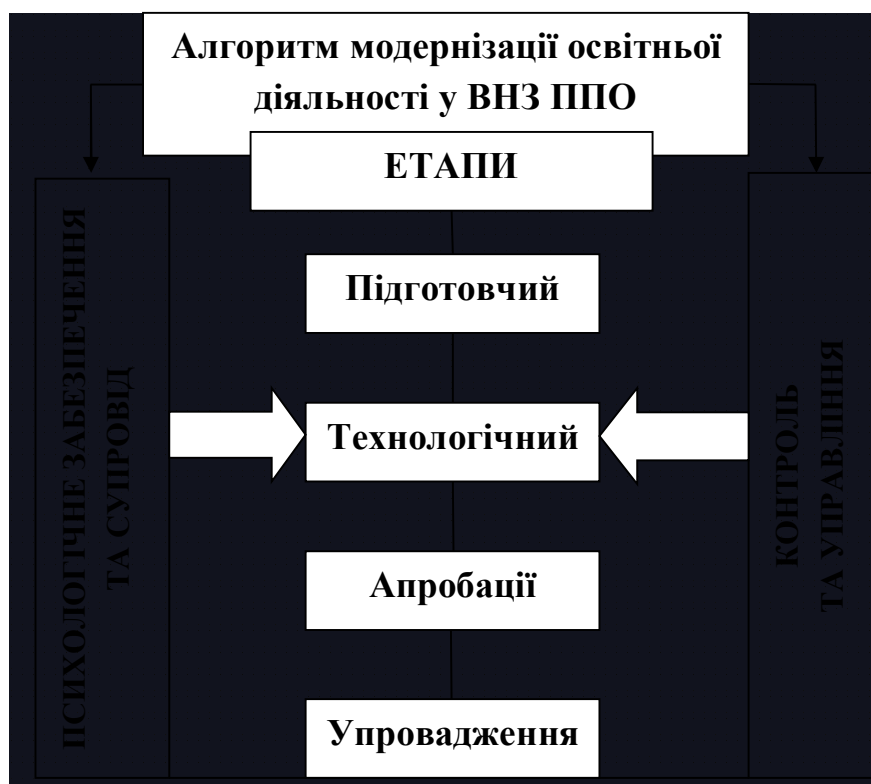 Алгоритм модернізації освітньої
діяльності у ВНЗ ППО
ЕТАПИ
ПСИХОЛОГІЧНЕ ЗАБЕЗПЕЧЕННЯ
ТА СУПРОВІД
Підготовчий
Технологічний
Апробації
Упровадження
КОНТРОЛЬ
ТА УПРАВЛІННЯ